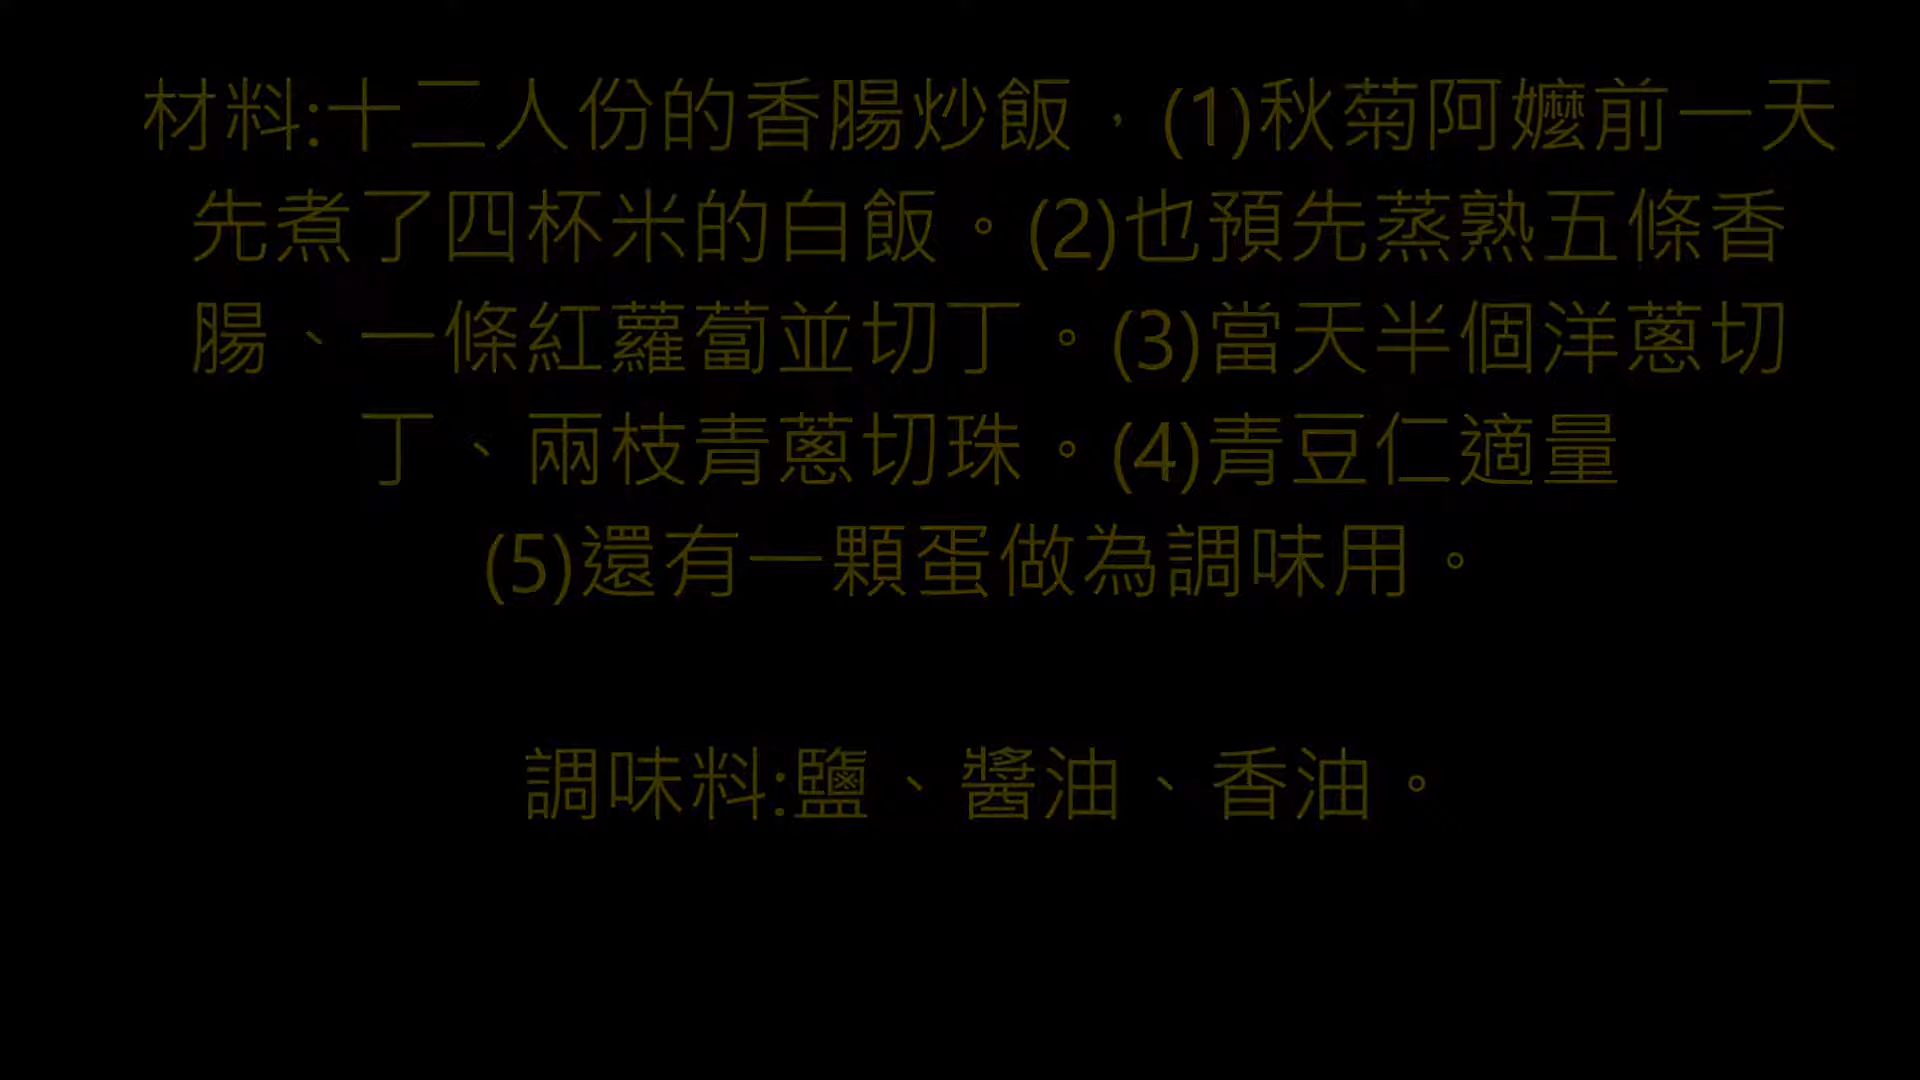 材料:十二人份的香腸炒飯，(1)秋菊阿嬤前一天
先煮了四杯米的白飯。(2)也預先蒸熟五條香
腸、一條紅蘿蔔並切丁。(3)當天半個洋蔥切
丁、兩枝青蔥切珠。(4)青豆仁適量
(5)還有一顆蛋做為調味用。
調味料:鹽、醬油、香油。